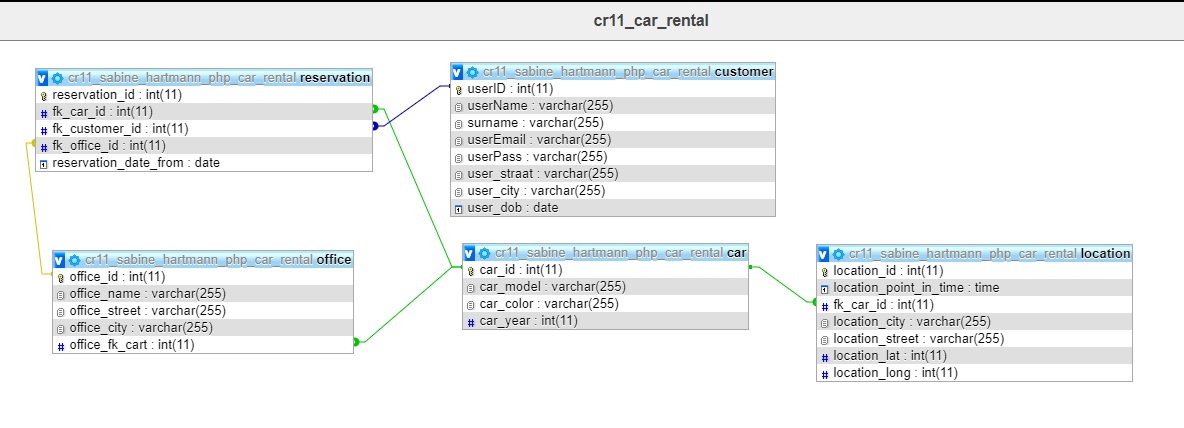 cr11_car_rental
cr11_sabine_hartmann_php_car_rental reservation
reservation_id : int(11)
fk_car_id : int(11)
fk_customer_id : int(11)
fk_office_id : int(11)
reservation_date_from : date
cr11_sabine_hartmann_php_car_rental customer
userID : int(11)
userName : varchar(255)
surname : varchar(255)
userEmail : varchar(255)
userPass : varchar(255)
user_straat : varchar(255)
user_city : varchar(255)
user_dob : date
cr11_sabine_hartmann_php_car_rental office
office_id : int(11)
office_name : varchar(255)
office_street : varchar(255)
office_city : varchar(255)
office_fk_cart : int(11)
cr11_sabine_hartmann_php_car_rental car
car_id : int(11)
car_model : varchar(255)
car_color : varchar(255)
car_year : int(11)
cr11_sabine_hartmann_php_car_rental location
location_id : int(11)
location_point_in_time : time
fk_car_id : int(11)
location_city : varchar(255)
location_street : varchar(255)
location_lat : int(11)
location_long : int(11)